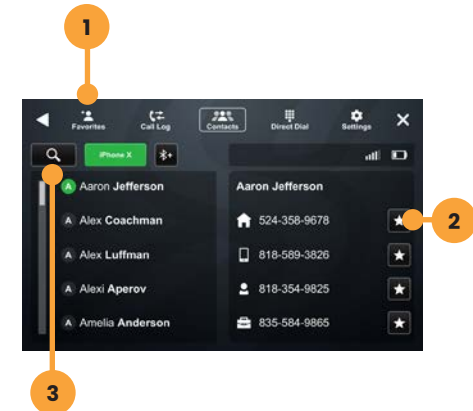 1
Favorites Call Log Contacts Direct Dial Settings
iPhone X
Aaron Jefferson Aaron Jefferson
A Alex Coachman 524-358-9678
2
A Alex Luffman 818-589-3826
A Alexi Aperov 818-354-9825
A Amelia Anderson 835-584-9865
3